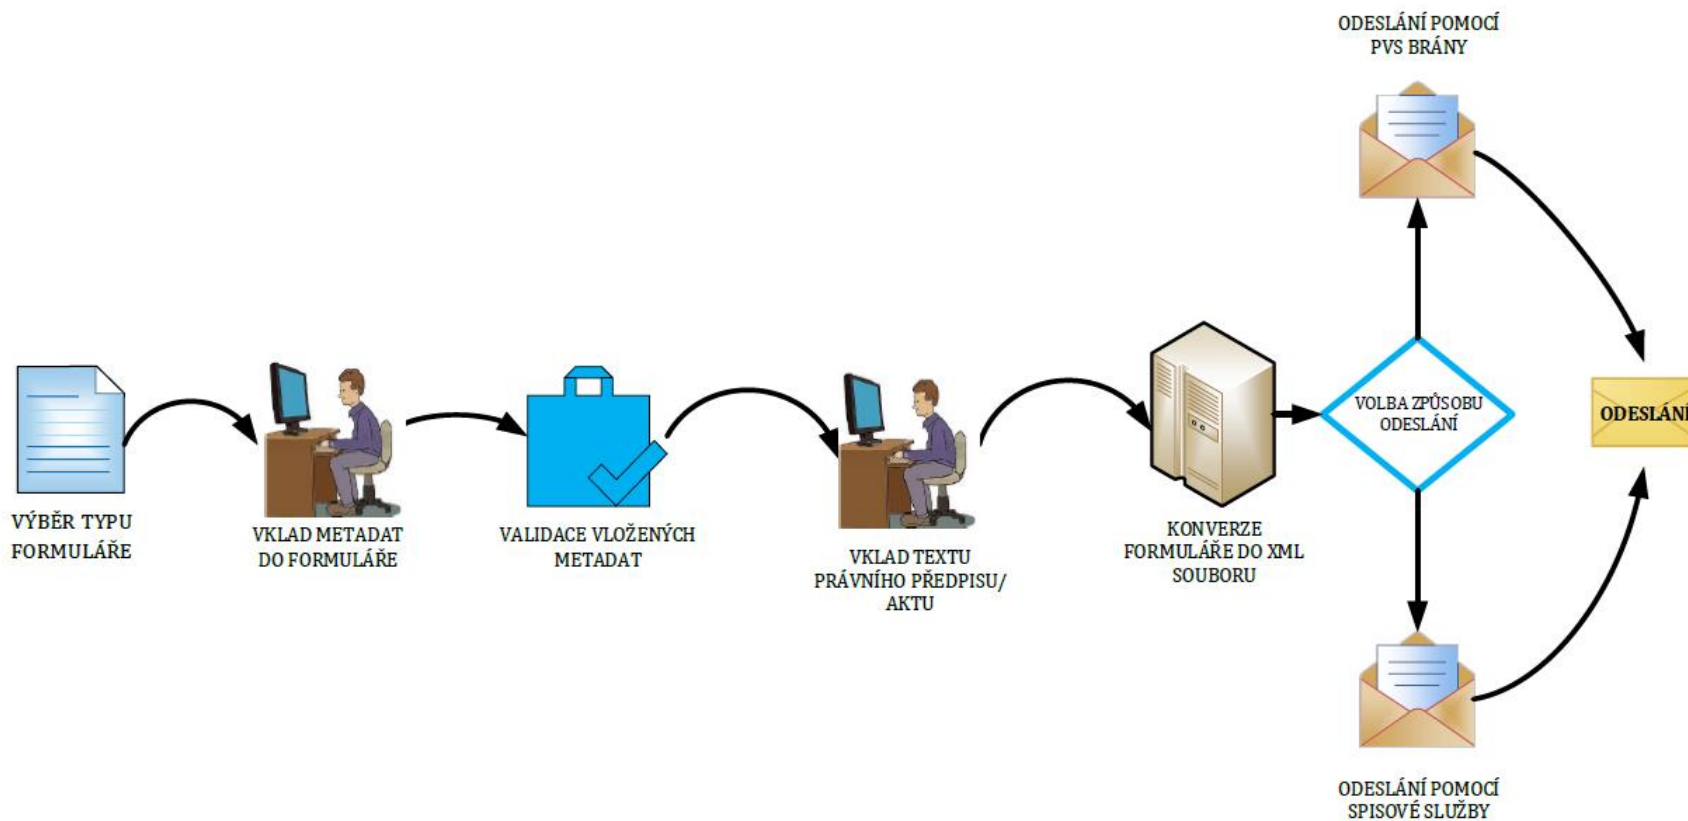 VÝBĚR TYPU
FORMULÁŘE
VKLAD METADAT
DO FORMULÁŘE
VALIDACE VLOŽENÝCH
METADAT
VKLAD TEXTU
PRÁVNÍHO PŘEDPISU/
AKTU
KONVERZE
FORMULÁŘE DO XML
SOUBORU
VOLBA ZPŮSOBU
ODESLÁNÍ
ODESLÁNÍ POMOCÍ
PVS BRÁNY
ODESLÁNÍ POMOCÍ
SPISOVÉ SLUŽBY
ODESLÁNÍ